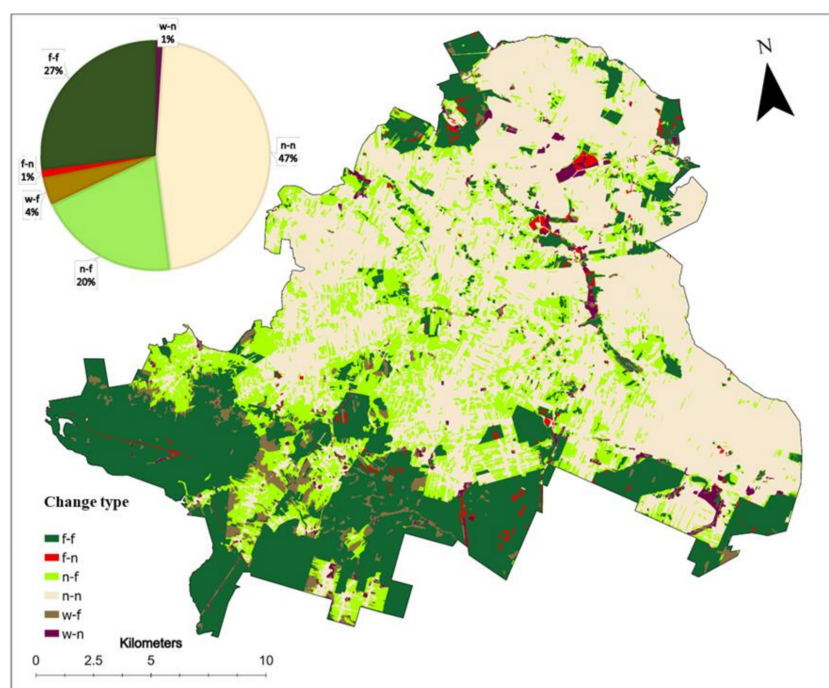 w-n
1%
N
f-f
27%
n-n
47%
f-n
1%
w-f
4%
n-f
20%
Change type
f-f
f-n
n-f
n-n
w-f
w-n
Kilometers
0 2.5 5 10